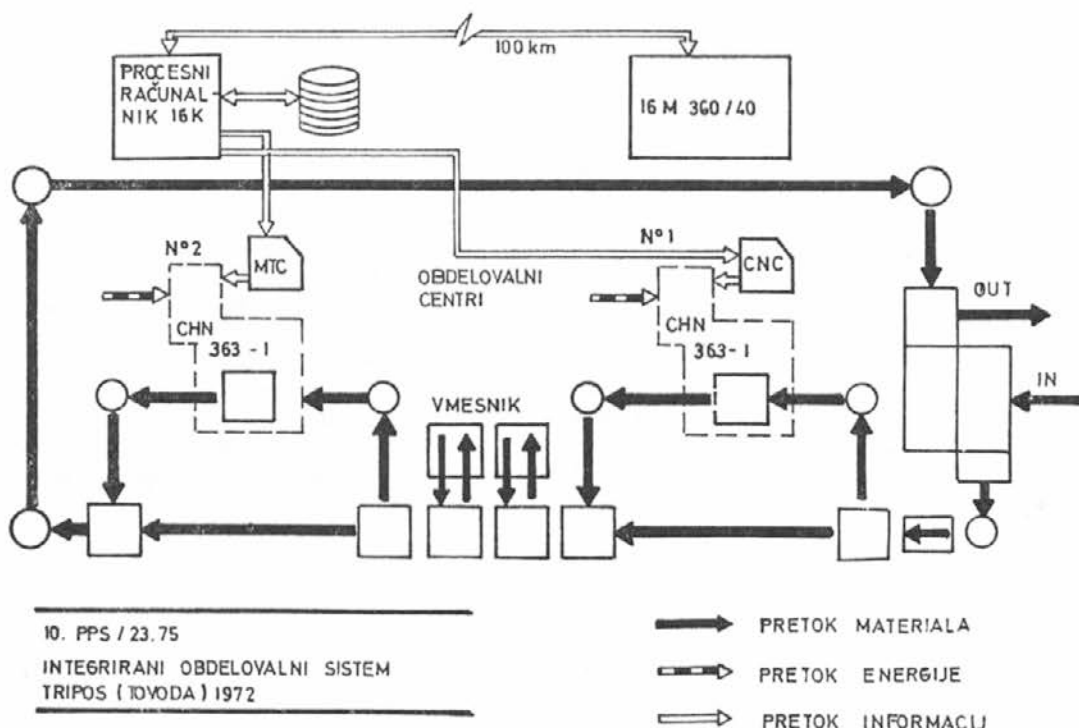 100 km
PROCESNI
RAČUNAL-
NIK 16K
16 M 360/40
N°2
MTC
N°1
CNC
OBDELOVALNI
CENTRI
OUT
CHN
363-1
CHN
363-1
IN
VMESNIK
10. PPS / 23.75
INTEGRIRANI OBDELOVALNI SISTEM
TRIPOS (TOVODA) 1972
PRETOK MATERIALA
PRETOK ENERGIJE
PRETOK INFORMACIJ